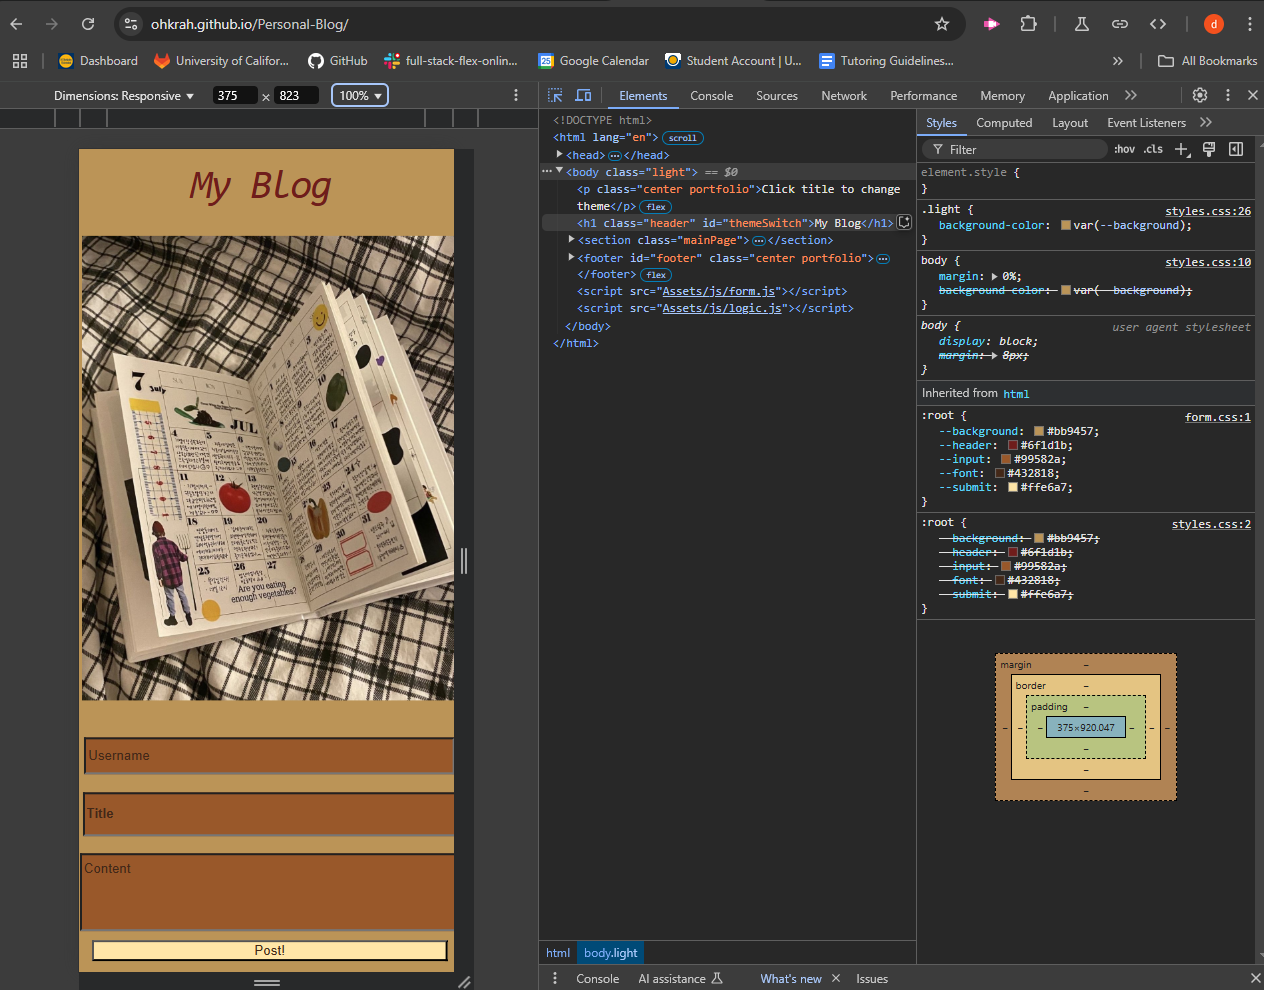 ohkrah.github.io/Personal-Blog/
d
Dashboard
University of Califor...
GitHub
full-stack-flex-onlin...
Google Calendar
Student Account | U...
Tutoring Guidelines...
»
All Bookmarks
Dimensions: Responsive ▼ 375 × 823 100% ▼
Elements Console Sources Network Performance Memory Application »
My Blog
7 July
JUL
Are you eating
enough vegetables?
Username
Title
Content
Post!
<!DOCTYPE html>
<html lang="en"> scroll
<head> ⋯ </head>
⋯ <body class="light"> == $0
<p class="center portfolio">Click title to change
theme</p> flex
<h1 class="header" id="themeSwitch">My Blog</h1>
<section class="mainPage"> ⋯ </section>
<footer id="footer" class="center portfolio"> ⋯
</footer> flex
<script src="Assets/js/form.js"></script>
<script src="Assets/js/logic.js"></script>
</body>
</html>
html body.light
Styles Computed Layout Event Listeners »
Filter :hov .cls
element.style {
}
.light { styles.css:26
background-color: var(--background);
}
body { styles.css:10
margin: 0%;
background-color: var(--background);
}
body { user agent stylesheet
display: block;
margin: 8px;
}
Inherited from html
:root { form.css:1
--background: #bb9457;
--header: #6f1d1b;
--input: #99582a;
--font: #432818;
--submit: #ffe6a7;
}
:root { styles.css:2
--background: #bb9457;
--header: #6f1d1b;
--input: #99582a;
--font: #432818;
--submit: #ffe6a7;
}
margin –
border –
padding –
– – – 375×920.047 – – –
–
–
–
Console AI assistance What's new × Issues